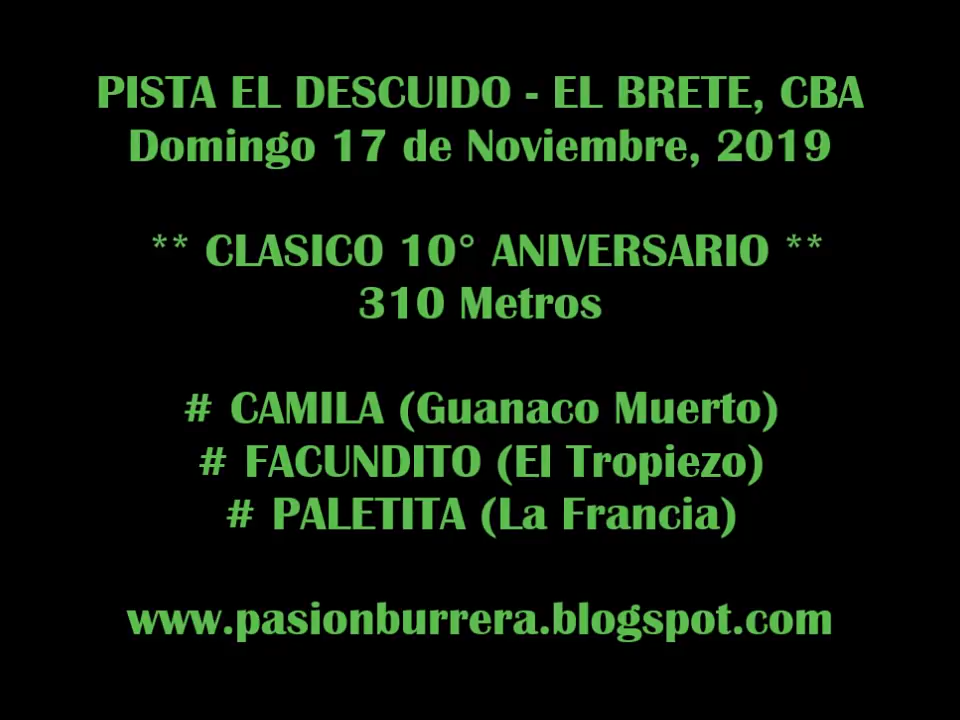 PISTA EL DESCUIDO - EL BRETE, CBA
Domingo 17 de Noviembre, 2019
** CLASICO 10° ANIVERSARIO **
310 Metros
# CAMILA (Guanaco Muerto)
# FACUNDITO (El Tropiezo)
# PALETITA (La Francia)
www.pasionburrera.blogspot.com